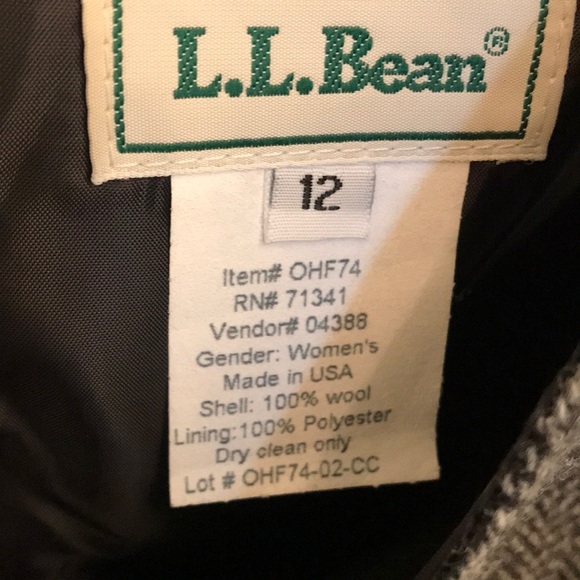 L.L.Bean®
12
Item# OHF74
RN# 71341
Vendor# 04388
Gender: Women's
Made in USA
Shell: 100% wool
Lining:100% Polyester
Dry clean only
Lot # OHF74-02-CC